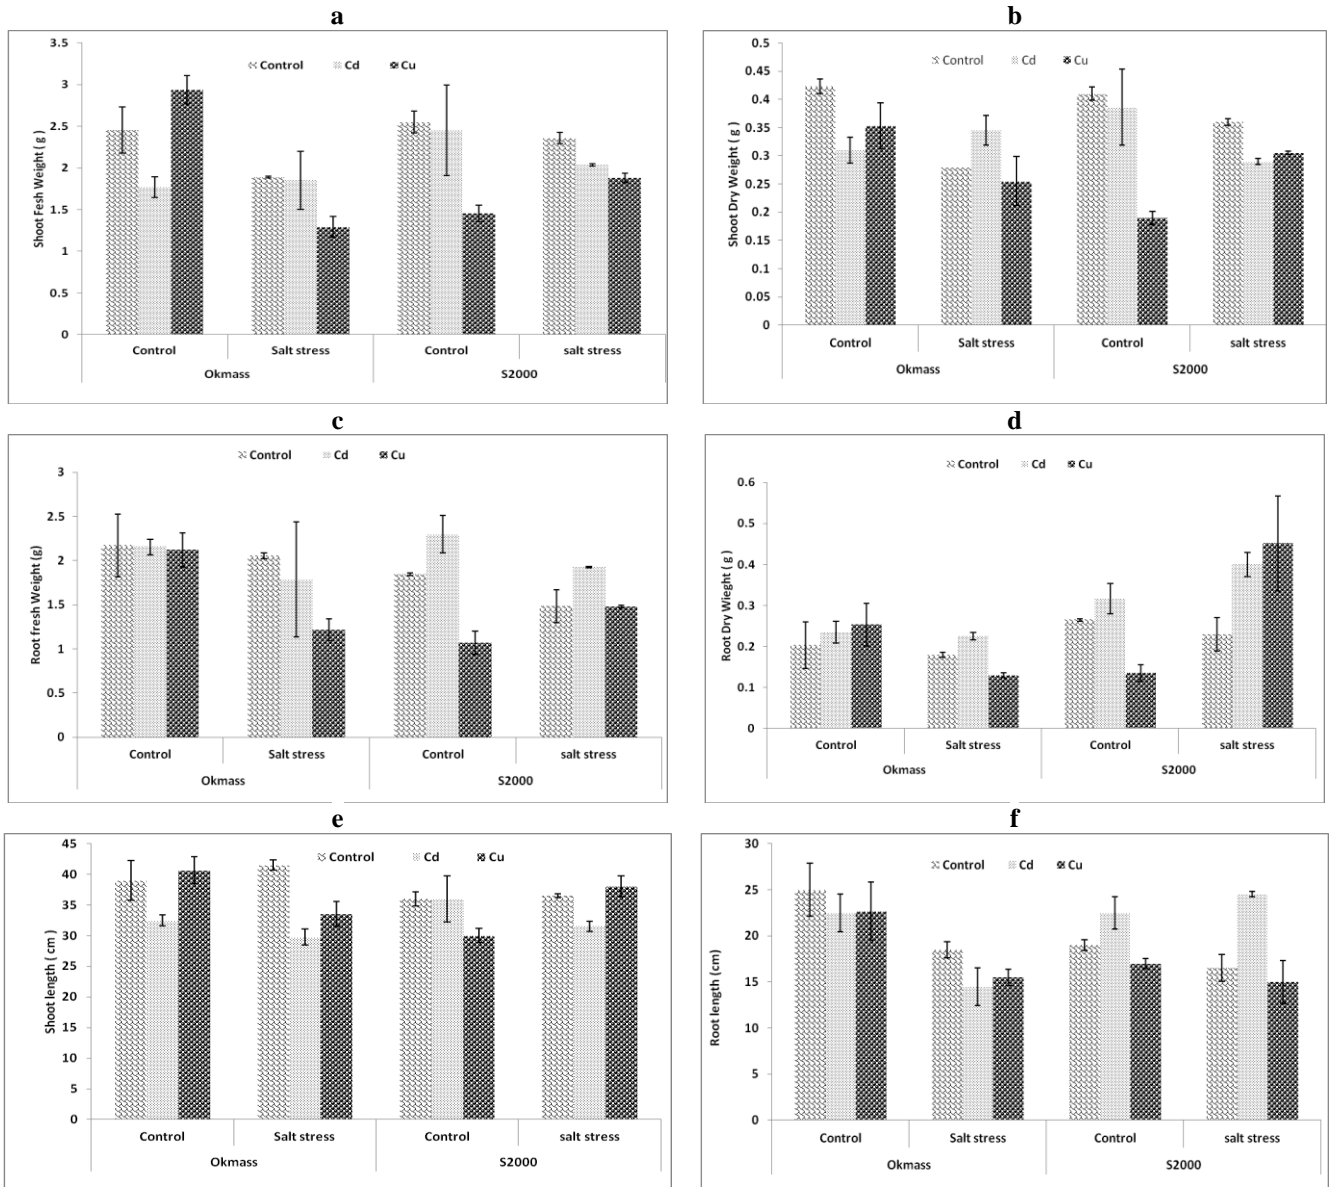 a
3.5
3
2.5
2
1.5
1
0.5
0
Shoot Fesh Weight ( g )
Control Cd Cu
Control Salt stress Control salt stress
Okmass S2000
b
0.5
0.45
0.4
0.35
0.3
0.25
0.2
0.15
0.1
0.05
0
Shoot Dry Weight ( g )
Control Cd Cu
Control Salt stress Control salt stress
Okmass S2000
c
3
2.5
2
1.5
1
0.5
0
Root fresh Weight (g)
Control Cd Cu
Control Salt stress Control salt stress
Okmass S2000
d
0.6
0.5
0.4
0.3
0.2
0.1
0
Root Dry Wieght ( g )
Control Cd Cu
Control Salt stress Control salt stress
Okmass S2000
e
45
40
35
30
25
20
15
10
5
0
Shoot length ( cm )
Control Cd Cu
Control Salt stress Control salt stress
Okmass S2000
f
30
25
20
15
10
5
0
Root length (cm)
Control Cd Cu
Control Salt stress Control salt stress
Okmass S2000